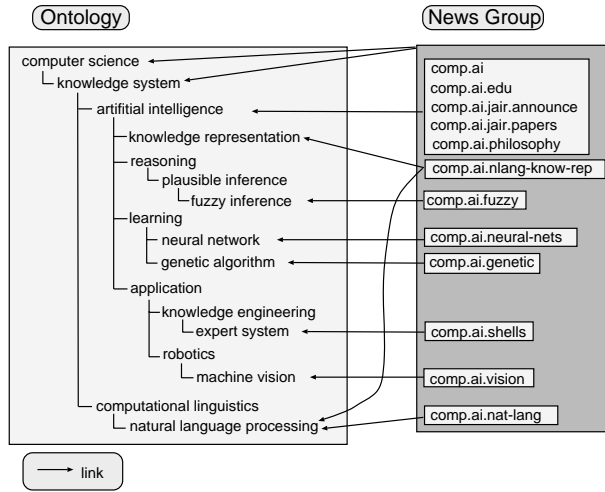 Ontology
computer science
knowledge system
artifitial intelligence
knowledge representation
reasoning
plausible inference
fuzzy inference
learning
neural network
genetic algorithm
application
knowledge engineering
expert system
robotics
machine vision
computational linguistics
natural language processing
News Group
comp.ai
comp.ai.edu
comp.ai.jair.announce
comp.ai.jair.papers
comp.ai.philosophy
comp.ai.nlang-know-rep
comp.ai.fuzzy
comp.ai.neural-nets
comp.ai.genetic
comp.ai.shells
comp.ai.vision
comp.ai.nat-lang
link